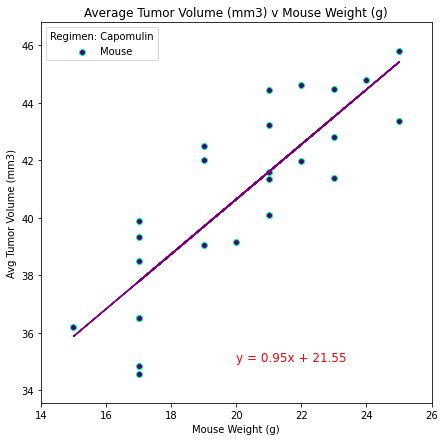 Average Tumor Volume (mm3) v Mouse Weight (g)
Regimen: Capomulin
Mouse
46
44
42
40
38
36
34
Avg Tumor Volume (mm3)
y = 0.95x + 21.55
14
16
18
20
22
24
26
Mouse Weight (g)